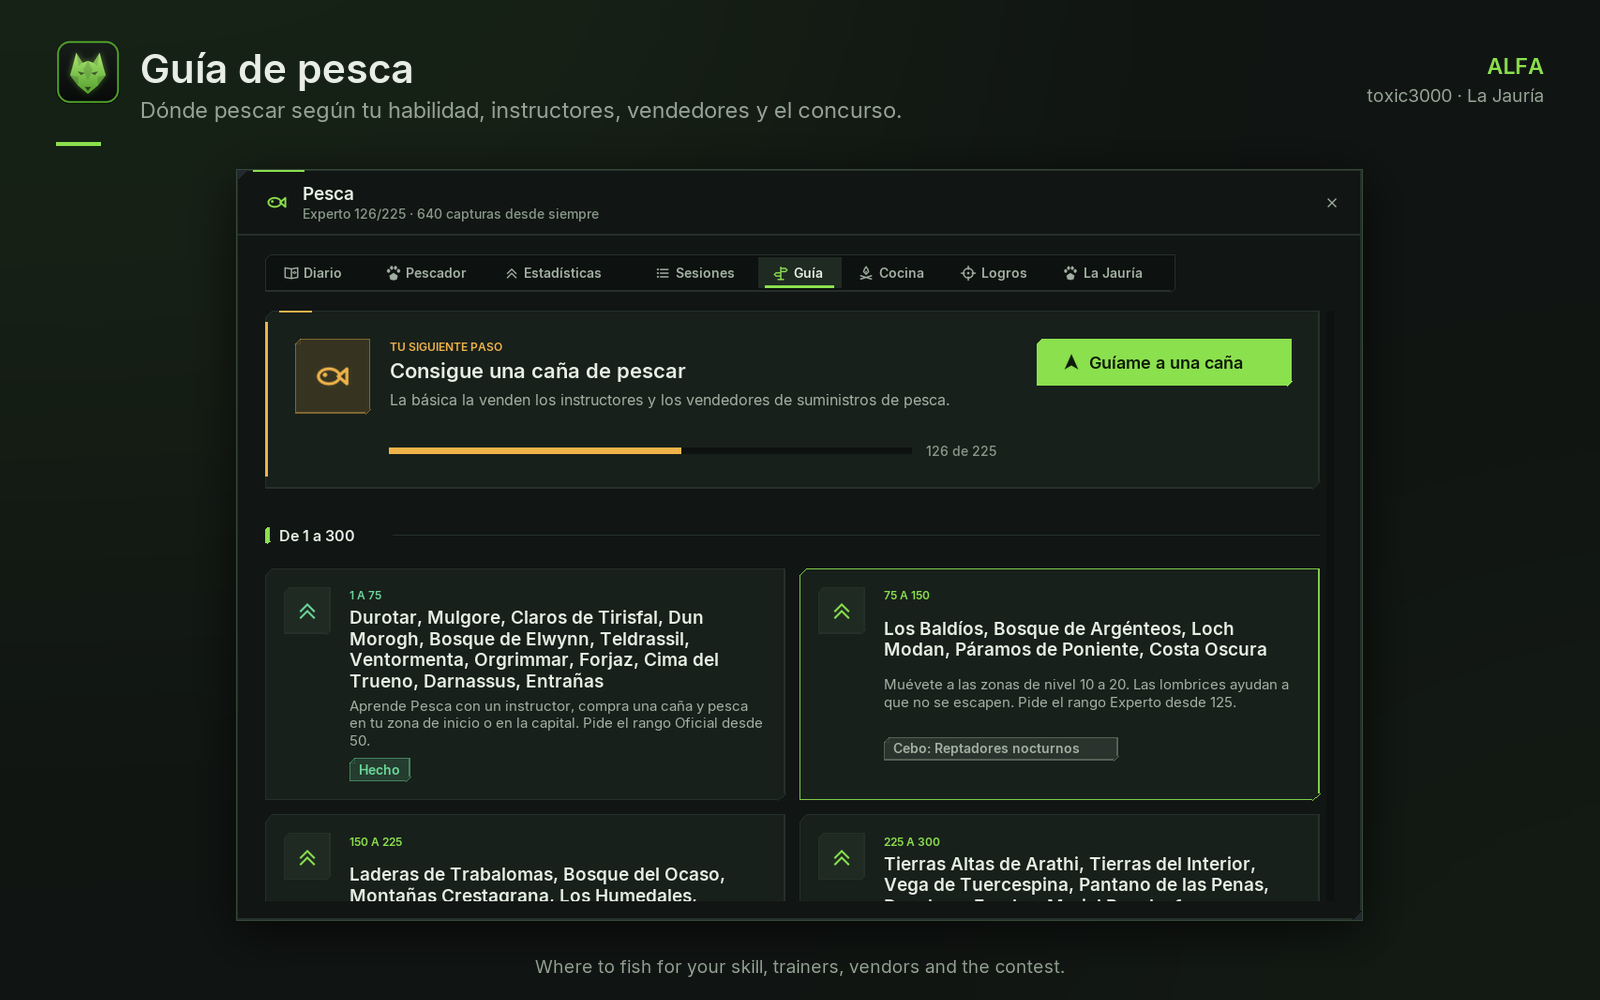 Guía de pesca
Dónde pescar según tu habilidad, instructores, vendedores y el concurso.
ALFA
toxic3000 · La Jauría
Pesca
Experto 126/225 · 640 capturas desde siempre
Diario
Pescador
Estadísticas
Sesiones
Guía
Cocina
Logros
La Jauría
TU SIGUIENTE PASO
Consigue una caña de pescar
La básica la venden los instructores y los vendedores de suministros de pesca.
Guíame a una caña
126 de 225
De 1 a 300
1 A 75
Durotar, Mulgore, Claros de Tirisfal, Dun
Morogh, Bosque de Elwynn, Teldrassil,
Ventormenta, Orgrimmar, Forjaz, Cima del
Trueno, Darnassus, Entrañas
Aprende Pesca con un instructor, compra una caña y pesca
en tu zona de inicio o en la capital. Pide el rango Oficial desde
50.
Hecho
75 A 150
Los Baldíos, Bosque de Argénteos, Loch
Modan, Páramos de Poniente, Costa Oscura
Muévete a las zonas de nivel 10 a 20. Las lombrices ayudan a
que no se escapen. Pide el rango Experto desde 125.
Cebo: Reptadores nocturnos
150 A 225
Laderas de Trabalomas, Bosque del Ocaso,
Montañas Crestagrana, Los Humedales,
225 A 300
Tierras Altas de Arathi, Tierras del Interior,
Vega de Tuercespina, Pantano de las Penas,
Where to fish for your skill, trainers, vendors and the contest.